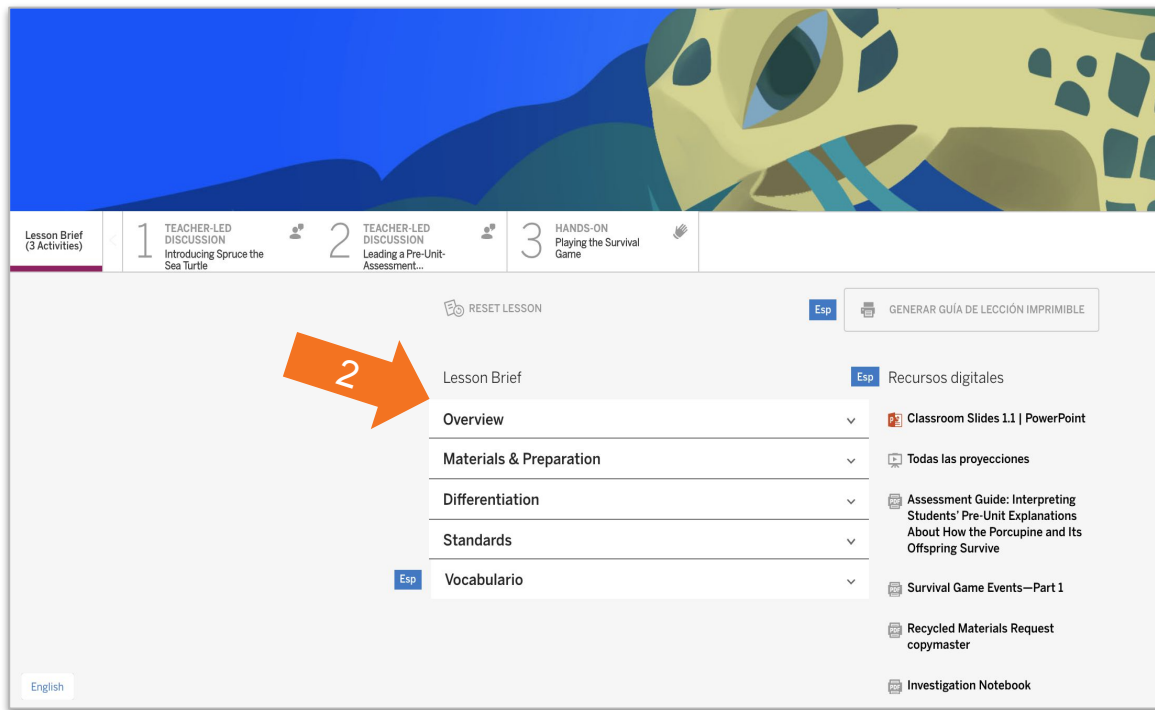 Lesson Brief
(3 Activities)
1
TEACHER-LED
DISCUSSION
Introducing Spruce the
Sea Turtle
2
TEACHER-LED
DISCUSSION
Leading a Pre-Unit-
Assessment...
3
HANDS-ON
Playing the Survival
Game
RESET LESSON
Esp
GENERAR GUÍA DE LECCIÓN IMPRIMIBLE
2
Lesson Brief
Overview
Materials & Preparation
Differentiation
Standards
Esp
Vocabulario
Esp
Recursos digitales
Classroom Slides 1.1 | PowerPoint
Todas las proyecciones
Assessment Guide: Interpreting
Students' Pre-Unit Explanations
About How the Porcupine and Its
Offspring Survive
Survival Game Events—Part 1
Recycled Materials Request
copymaster
Investigation Notebook
English